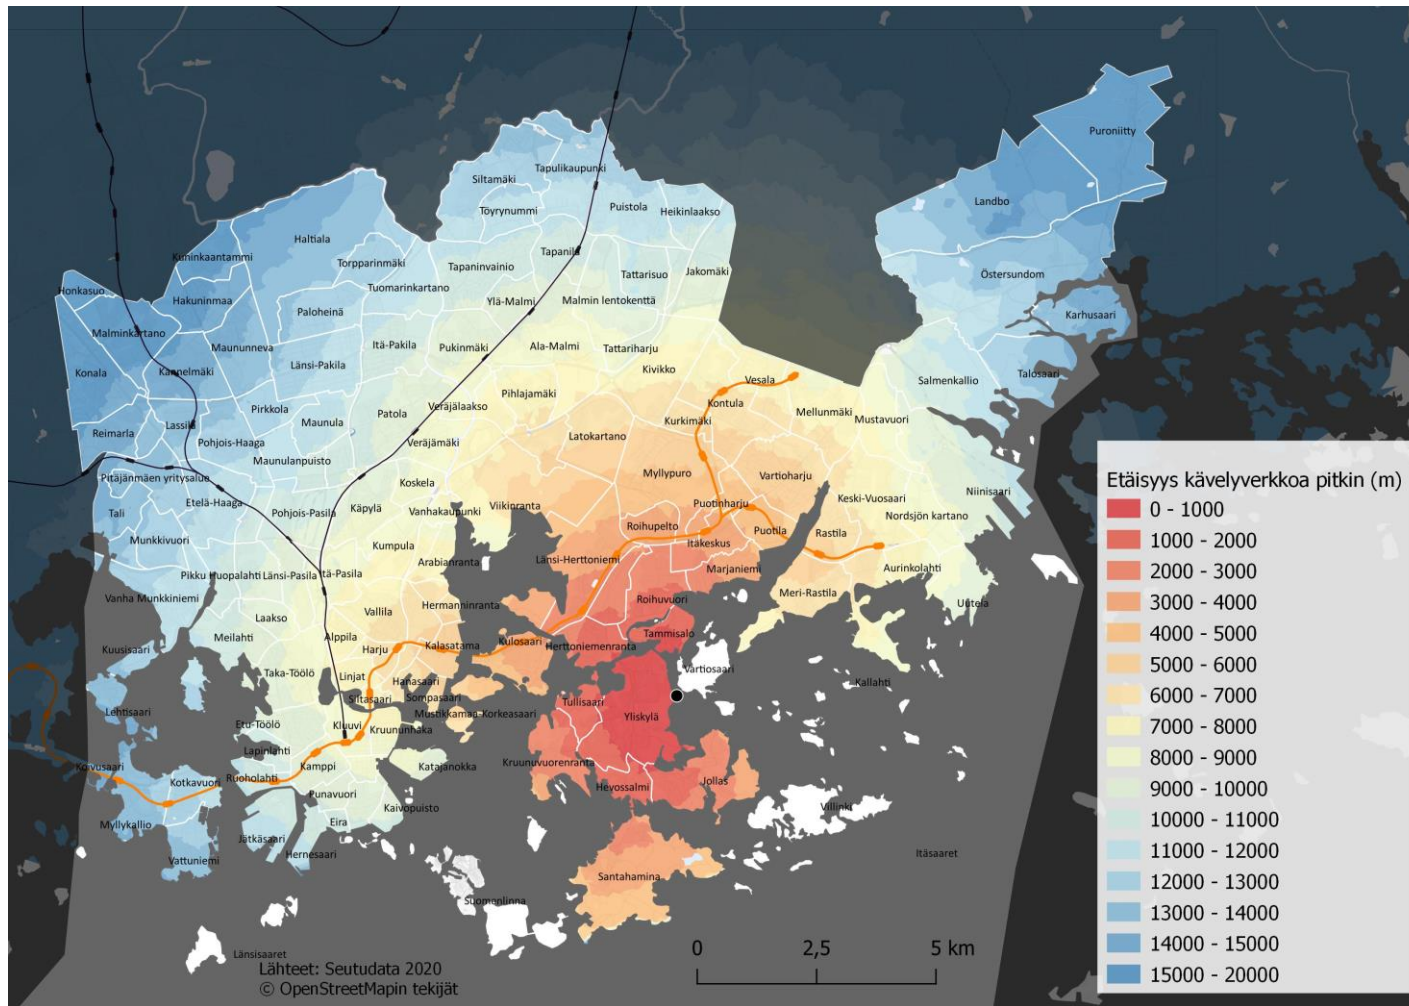 Puroniitty
Tapulikaupunki
Siltamäki
Landbo
Puistola
Töyrynummi
Heikinlaakso
Haltiala
Tapanila
Kuninkaantammi
Torpparinmäki
Tapaninvainio
Tattarisuo
Jakomäki
Östersundom
Tuomarinkartano
Honkasuo
Hakuninmaa
Ylä-Malmi
Malmin lentokenttä
Paloheinä
Karhusaari
Malminkartano
Maununneva
Itä-Pakila
Pukinmäki
Ala-Malmi
Tattariharju
Länsi-Pakila
Kivikko
Konala
Kannelmäki
Talosaari
Vesala
Salmenkallio
Pihlajamäki
Kontula
Pirkkola
Patola
Veräjälaakso
Mellunmäki
Mustavuori
Kurkimäki
Maunula
Lassila
Reimarla
Latokartano
Pohjois-Haaga
Veräjämäki
Maunulanpuisto
Myllypuro
Vartioharju
Pitäjänmäen yritysalue
Koskela
Niinisaari
Keski-Vuosaari
Etelä-Haaga
Puotinharju
Viikinranta
Käpylä
Pohjois-Pasila
Vanhakaupunki
Tali
Nordsjön kartano
Roihupelto
Puotila
Rastila
Munkkivuori
Itäkeskus
Kumpula
Länsi-Herttoniemi
Arabianranta
Marjaniemi
Aurinkolahti
Pikku Huopalahti
Länsi-Pasila
Itä-Pasila
Meri-Rastila
Vanha Munkkiniemi
Roihuvuori
Uutela
Hermanninranta
Vallila
Laakso
Tammisalo
Meilahti
Alppila
Kulosaari
Kalasatama
Herttoniemenranta
Harju
Kuusisaari
Vartiosaari
Taka-Töölö
Linjat
Hanasaari
Kallahti
Siltasaari
Sompasaari
Tullisaari
Lehtisaari
Mustikkamaa-Korkeasaari
Yliskylä
Etu-Töölö
Kluuvi
Kruununhaka
Lapinlahti
Kruunuvuorenranta
Koivusaari
Kamppi
Katajanokka
Kotkavuori
Ruoholahti
Jollas
Hevossalmi
Punavuori
Kaivopuisto
Villinki
Myllykallio
Eira
Jätkäsaari
Hernesaari
Itäsaaret
Vattuniemi
Santahamina
Suomenlinna
Länsisaaret
Lähteet: Seutudata 2020
© OpenStreetMapin tekijät
0 2,5 5 km
Etäisyys kävelyverkkoa pitkin (m)
0 - 1000
1000 - 2000
2000 - 3000
3000 - 4000
4000 - 5000
5000 - 6000
6000 - 7000
7000 - 8000
8000 - 9000
9000 - 10000
10000 - 11000
11000 - 12000
12000 - 13000
13000 - 14000
14000 - 15000
15000 - 20000